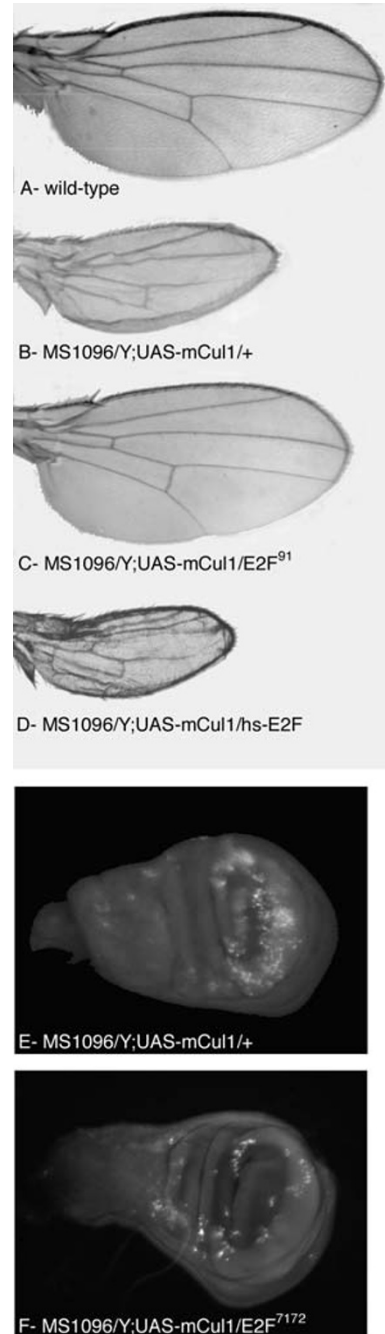 A- wild-type
B- MS1096/Y;UAS-mCul1/+
C- MS1096/Y;UAS-mCul1/E2F⁹¹
D- MS1096/Y;UAS-mCul1/hs-E2F
E- MS1096/Y;UAS-mCul1/+
F- MS1096/Y;UAS-mCul1/E2F⁷¹⁷²